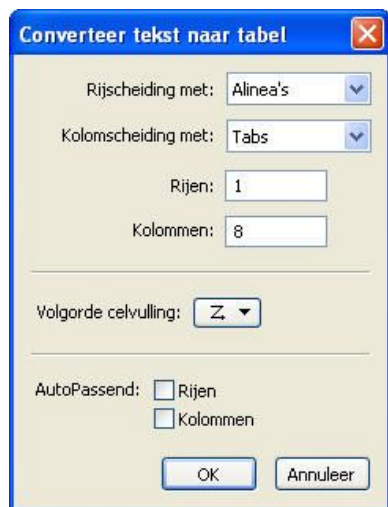 Converteer tekst naar tabel
Rijscheiding met: Alinea's
Kolomscheiding met: Tabs
Rijen: 1
Kolommen: 8
Volgorde celvulling: Z
AutoPassend: Rijen
Kolommen
OK Annuleer